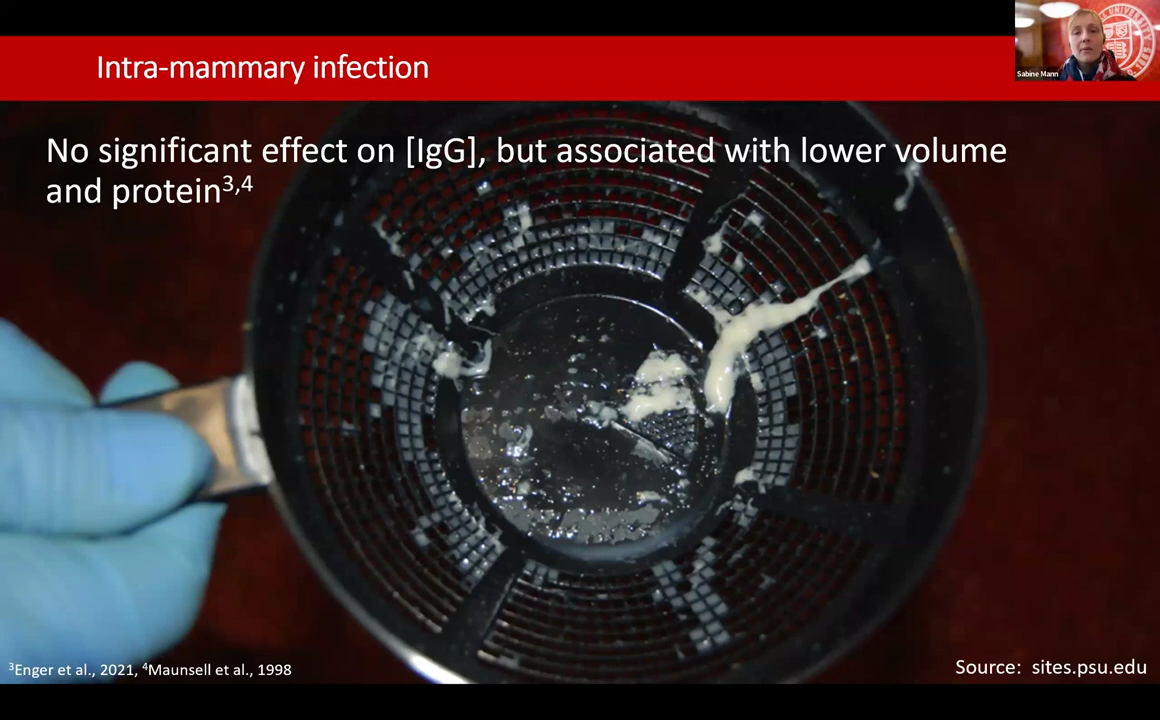 Intra-mammary infection
Sabine Mann
No significant effect on [IgG], but associated with lower volume
and protein3,4
3Enger et al., 2021, 4Maunsell et al., 1998
Source: sites.psu.edu